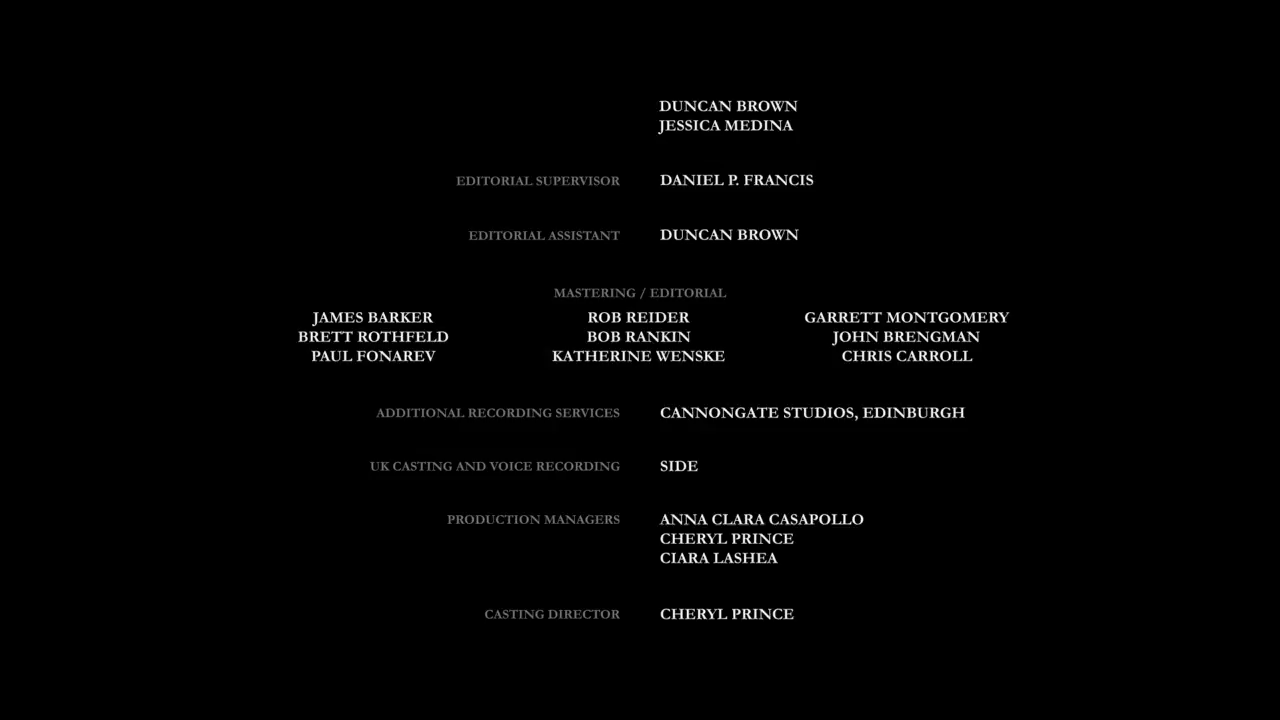 DUNCAN BROWN
JESSICA MEDINA
EDITORIAL SUPERVISOR DANIEL P. FRANCIS
EDITORIAL ASSISTANT DUNCAN BROWN
MASTERING / EDITORIAL
JAMES BARKER ROB REIDER GARRETT MONTGOMERY
BRETT ROTHFELD BOB RANKIN JOHN BRENGMAN
PAUL FONAREV KATHERINE WENSKE CHRIS CARROLL
ADDITIONAL RECORDING SERVICES CANNONGATE STUDIOS, EDINBURGH
UK CASTING AND VOICE RECORDING SIDE
PRODUCTION MANAGERS ANNA CLARA CASAPOLLO
CHERYL PRINCE
CIARA LASHEA
CASTING DIRECTOR CHERYL PRINCE